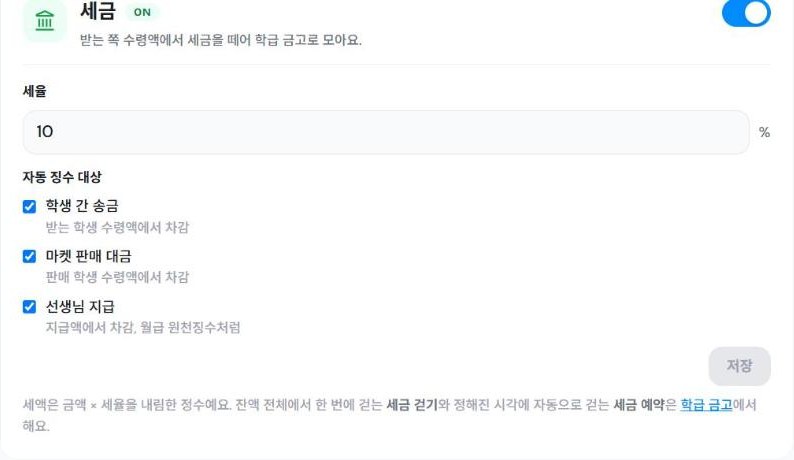 세금 ON
받는 쪽 수령액에서 세금을 떼어 학급 금고로 모아요.
세율
10 %
자동 징수 대상
학생 간 송금
받는 학생 수령액에서 차감
마켓 판매 대금
판매 학생 수령액에서 차감
선생님 지급
지급액에서 차감, 월급 원천징수처럼
저장
세액은 금액 × 세율을 내림한 정수예요. 잔액 전체에서 한 번에 걷는 세금 걷기와 정해진 시각에 자동으로 걷는 세금 예약은 학급 금고에서
해요.